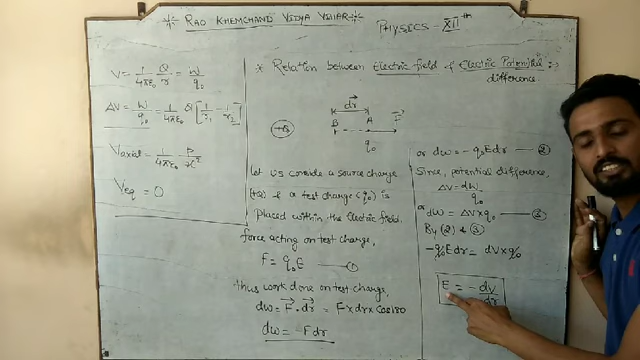 Rao Khemchand Vidya Vihar
Physics - XIIth
V = 1/4πε₀ Q/r = W/q₀
ΔV = W/q₀ = 1/4πε₀ Q [1/r₁ - 1/r₂]
Vaxial = 1/4πε₀ P/x²
Veq = 0
* Relation between Electric field & Electric Potential difference :-
dr
B A F
+Q
q₀
Let us conside a source charge
(+Q) & a test charge (q₀) is
placed within the Electric field.
force acting on test charge,
F = q₀E — ①
Thus work done on test charge,
dw = F . dr = F x dr x Cos180
dw = -Fdr
or dw = - q₀Edr — ②
Since, potential difference,
ΔV = dW/q₀
or dw = ΔV x q₀ — ③
By ② & ③
-q₀Edr = dV x q₀
E = - dv/dr